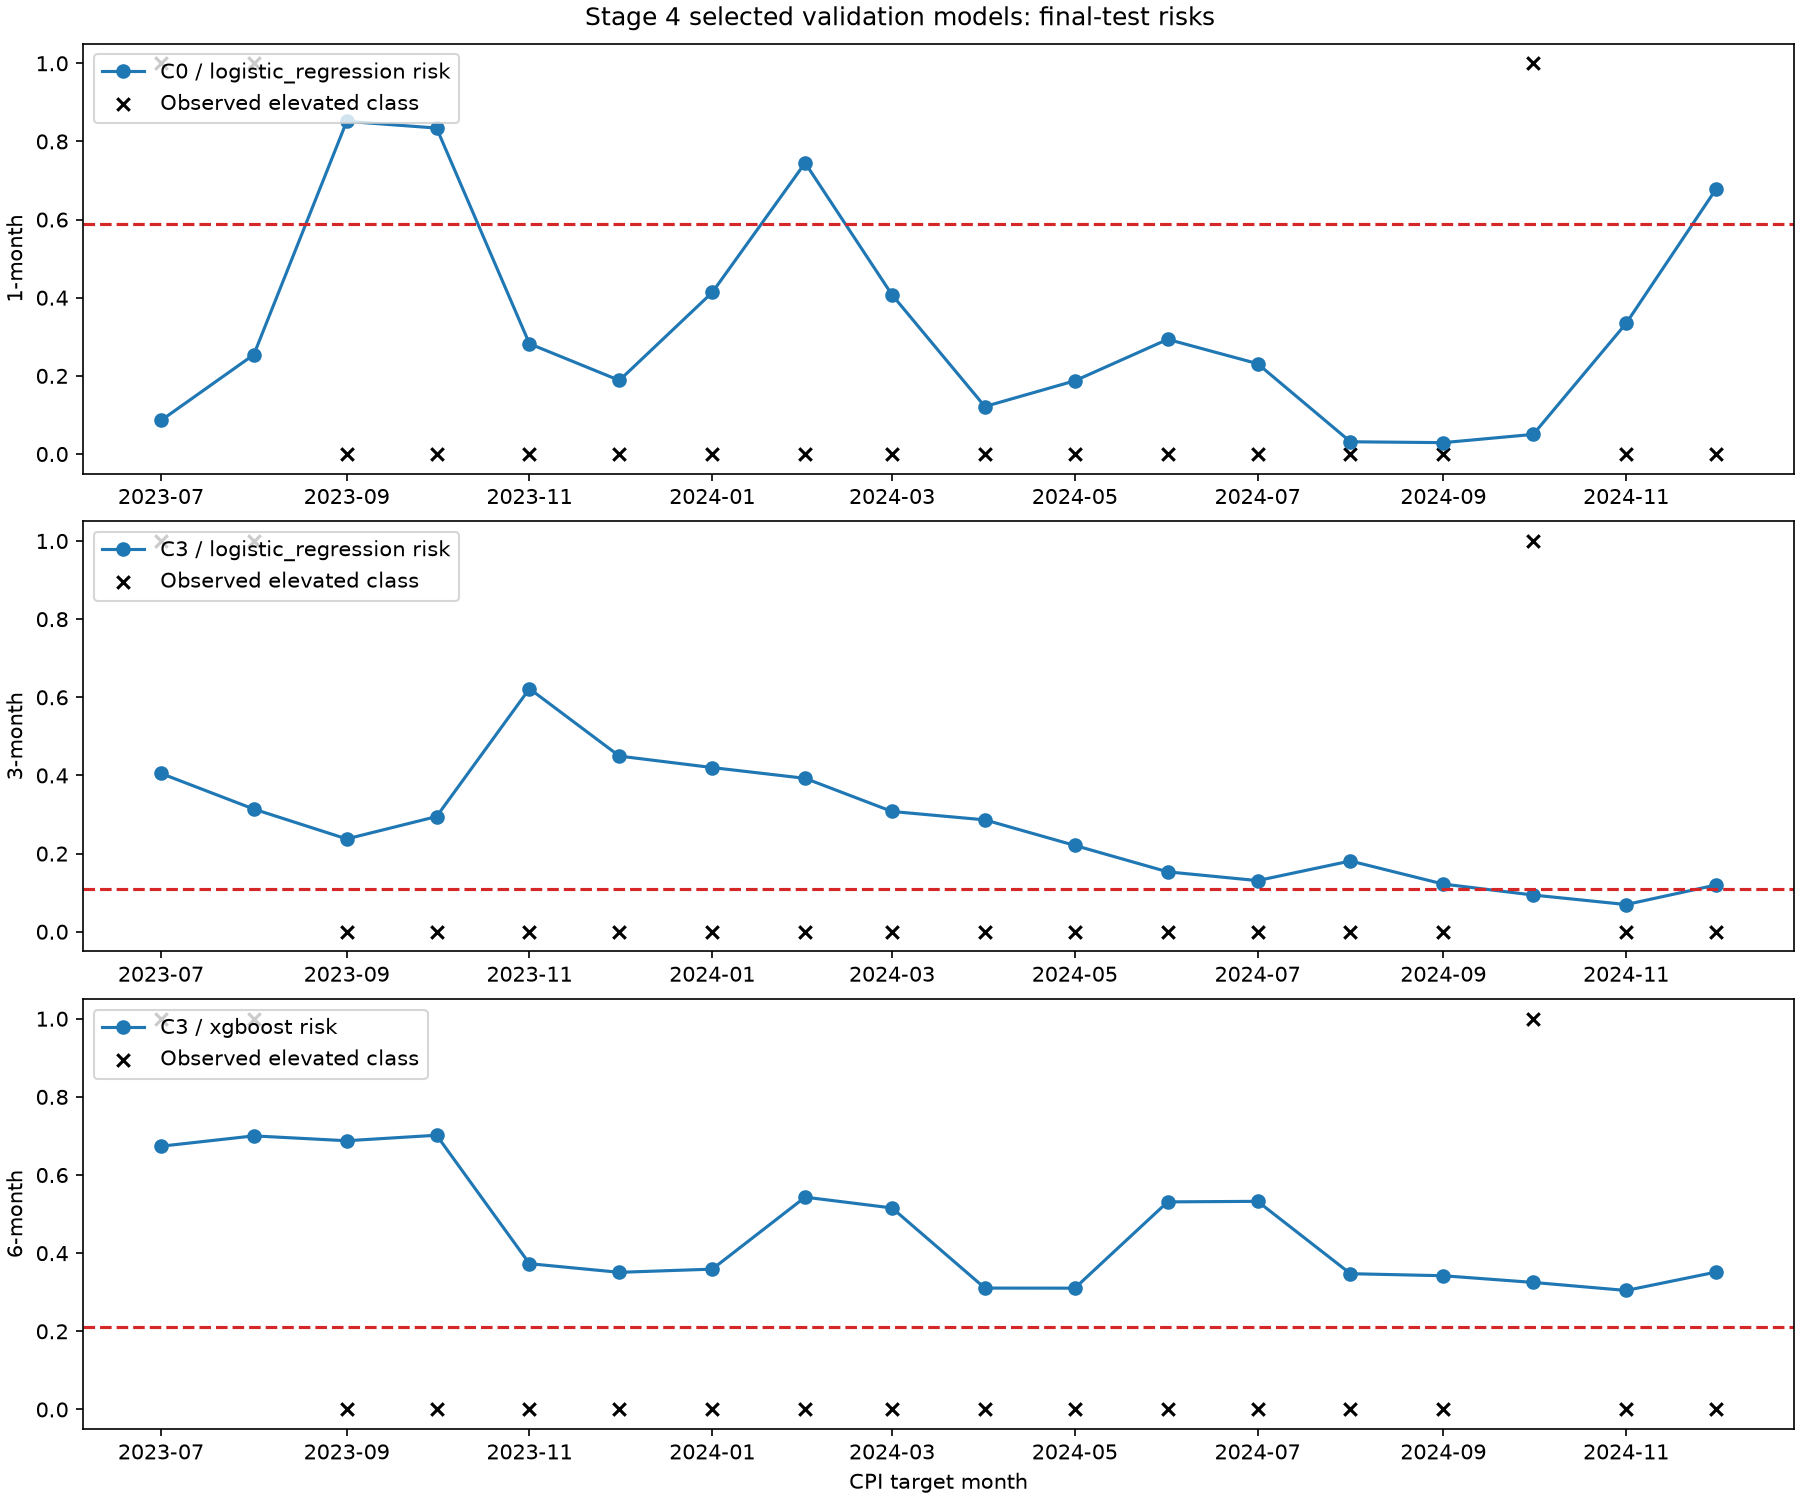 Stage 4 selected validation models: final-test risks
1.0
0.8
0.6
0.4
0.2
0.0
1-month
C0 / logistic_regression risk
Observed elevated class
2023-07 2023-09 2023-11 2024-01 2024-03 2024-05 2024-07 2024-09 2024-11
1.0
0.8
0.6
0.4
0.2
0.0
3-month
C3 / logistic_regression risk
Observed elevated class
2023-07 2023-09 2023-11 2024-01 2024-03 2024-05 2024-07 2024-09 2024-11
1.0
0.8
0.6
0.4
0.2
0.0
6-month
C3 / xgboost risk
Observed elevated class
2023-07 2023-09 2023-11 2024-01 2024-03 2024-05 2024-07 2024-09 2024-11
CPI target month